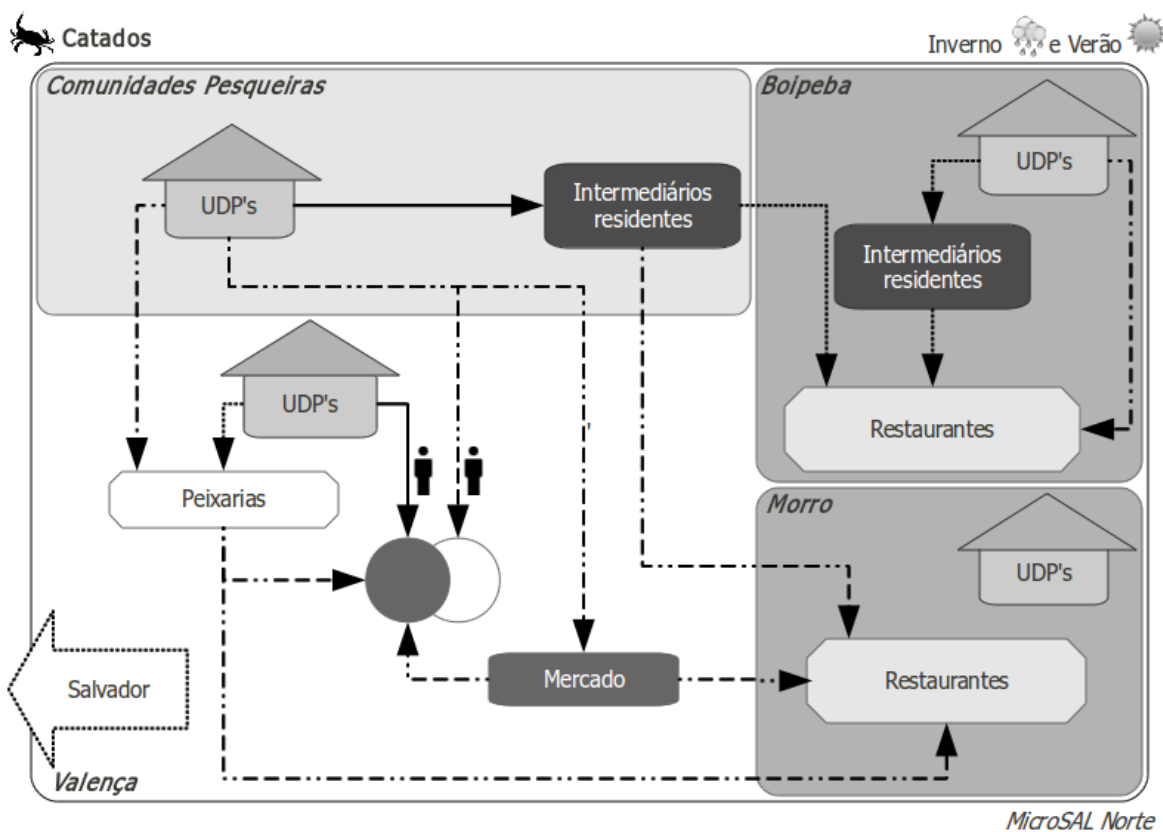 Catados
Inverno e Verão
Comunidades Pesqueiras
Boipeba
UDP's
Intermediários
residentes
UDP's
Intermediários
residentes
UDP's
Restaurantes
Peixarias
Morro
UDP's
Salvador
Mercado
Restaurantes
Valença
MicroSAL Norte